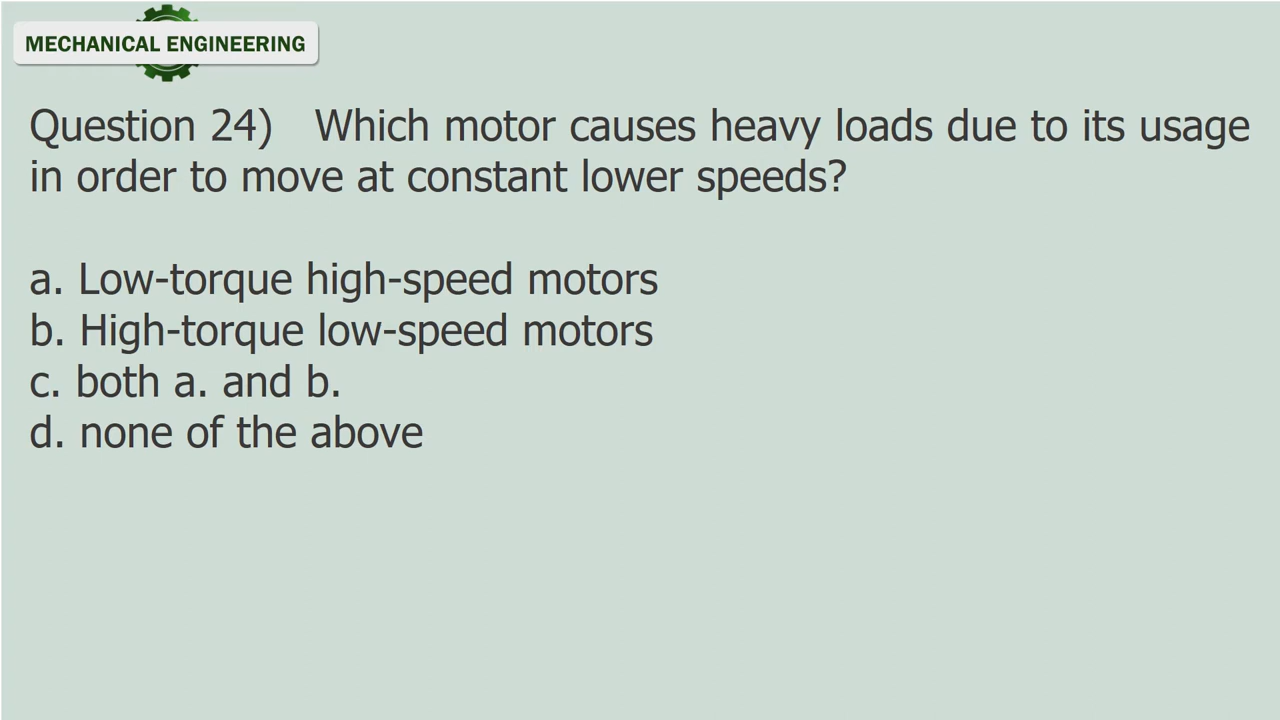 MECHANICAL ENGINEERING
Question 24) Which motor causes heavy loads due to its usage
in order to move at constant lower speeds?
a. Low-torque high-speed motors
b. High-torque low-speed motors
c. both a. and b.
d. none of the above